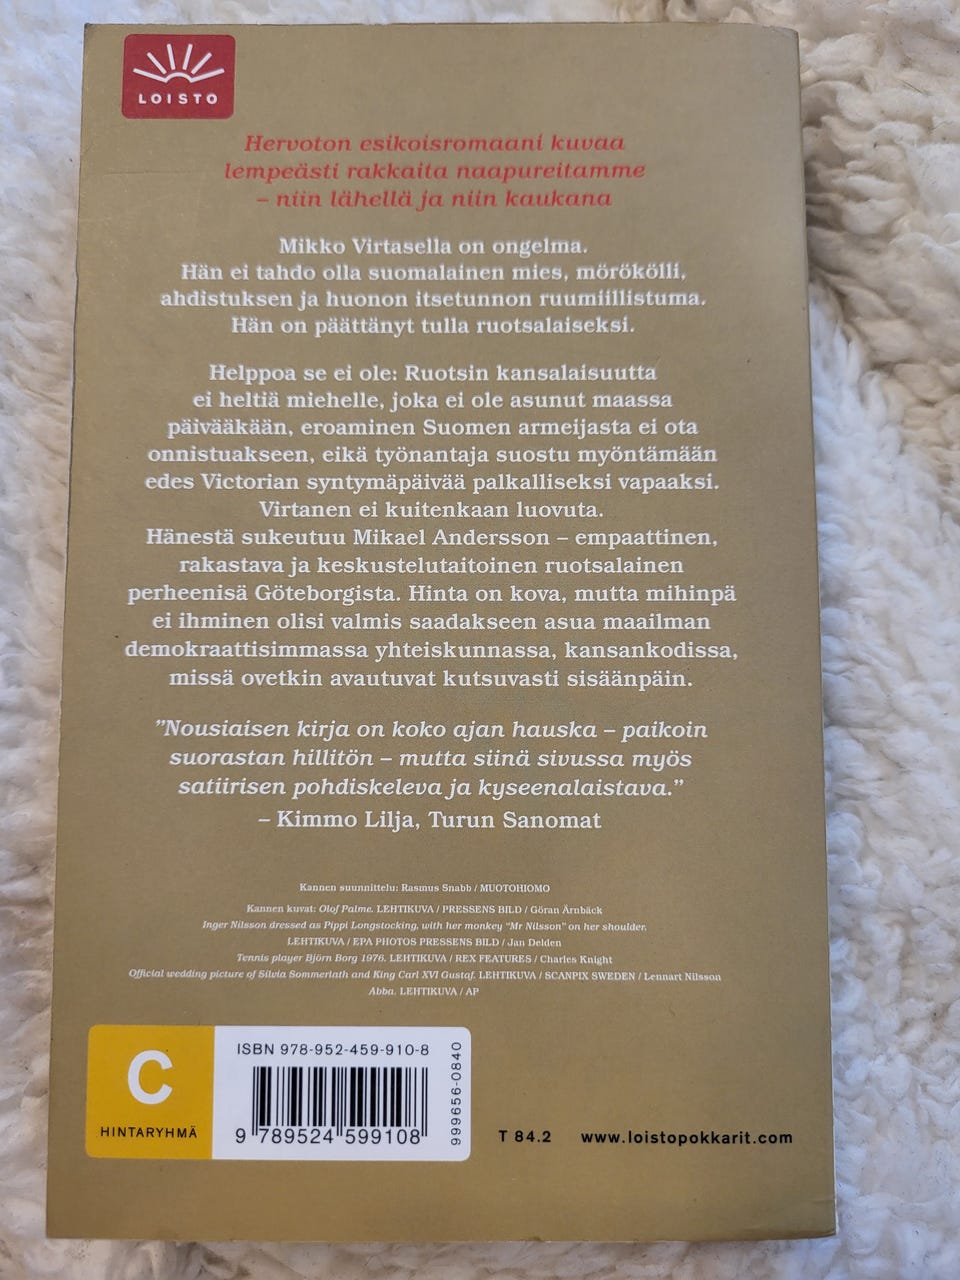 LOISTO
Hervoton esikoisromaani kuvaa
lempeästi rakkaita naapureitamme
– niin lähellä ja niin kaukana
Mikko Virtasella on ongelma.
Hän ei tahdo olla suomalainen mies, mörökölli,
ahdistuksen ja huonon itsetunnon ruumiillistuma.
Hän on päättänyt tulla ruotsalaiseksi.
Helppoa se ei ole: Ruotsin kansalaisuutta
ei heltiä miehelle, joka ei ole asunut maassa
päivääkään, eroaminen Suomen armeijasta ei ota
onnistuakseen, eikä työnantaja suostu myöntämään
edes Victorian syntymäpäivää palkalliseksi vapaaksi.
Virtanen ei kuitenkaan luovuta.
Hänestä sukeutuu Mikael Andersson – empaattinen,
rakastava ja keskustelutaitoinen ruotsalainen
perheenisä Göteborgista. Hinta on kova, mutta mihinpä
ei ihminen olisi valmis saadakseen asua maailman
demokraattisimmassa yhteiskunnassa, kansankodissa,
missä ovetkin avautuvat kutsuvasti sisäänpäin.
”Nousiaisen kirja on koko ajan hauska – paikoin
suorastan hillitön – mutta siinä sivussa myös
satiirisen pohdiskeleva ja kyseenalaistava.”
– Kimmo Lilja, Turun Sanomat
Kannen suunnittelu: Rasmus Snabb / MUOTOHIOMO
Kannen kuvat: Olof Palme. LEHTIKUVA / PRESSENS BILD / Göran Ärnbäck
Inger Nilsson dressed as Pippi Longstocking, with her monkey "Mr Nilsson" on her shoulder.
LEHTIKUVA / EPA PHOTOS PRESSENS BILD / Jan Delden
Tennis player Björn Borg 1976. LEHTIKUVA / REX FEATURES / Charles Knight
Official wedding picture of Silvia Sommerlath and King Carl XVI Gustaf. LEHTIKUVA / SCANPIX SWEDEN / Lennart Nilsson
Abba. LEHTIKUVA / AP
C
HINTARYHMÄ
ISBN 978-952-459-910-8
9 789524 599108
999656-0840
T 84.2 www.loistopokkarit.com